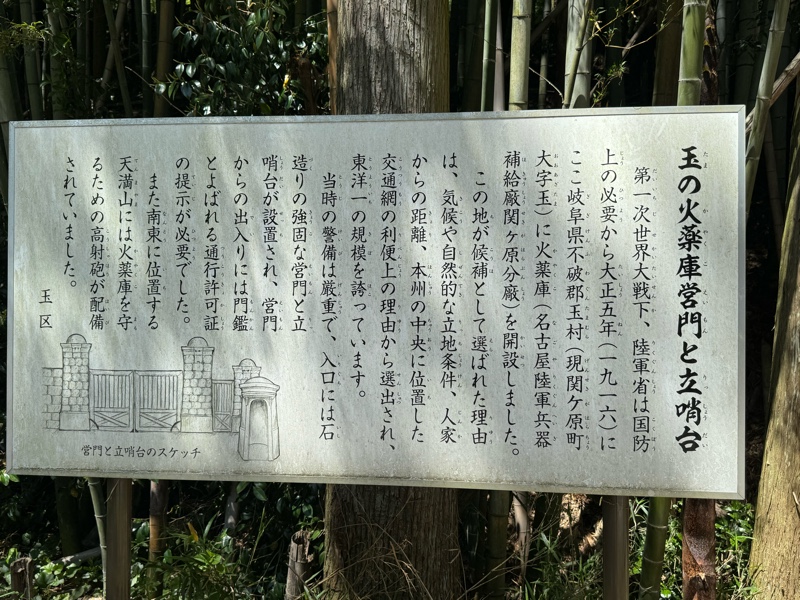 玉の火薬庫営門と立哨台
第一次世界大戦下、陸軍省は国防
上の必要から大正五年（一九一六）に
ここ岐阜県不破郡玉村（現関ケ原町
大字玉）に火薬庫（名古屋陸軍兵器
補給廠関ヶ原分廠）を開設しました。
この地が候補として選ばれた理由
は、気候や自然的な立地条件、人家
からの距離、本州の中央に位置した
交通網の利便上の理由から選出され、
東洋一の規模を誇っています。
当時の警備は厳重で、入口には石
造りの強固な営門と立
哨台が設置され、営門
からの出入りには門鑑
とよばれる通行許可証
の提示が必要でした。
また南東に位置する
天満山には火薬庫を守
るための高射砲が配備
されていました。
玉区
営門と立哨台のスケッチ